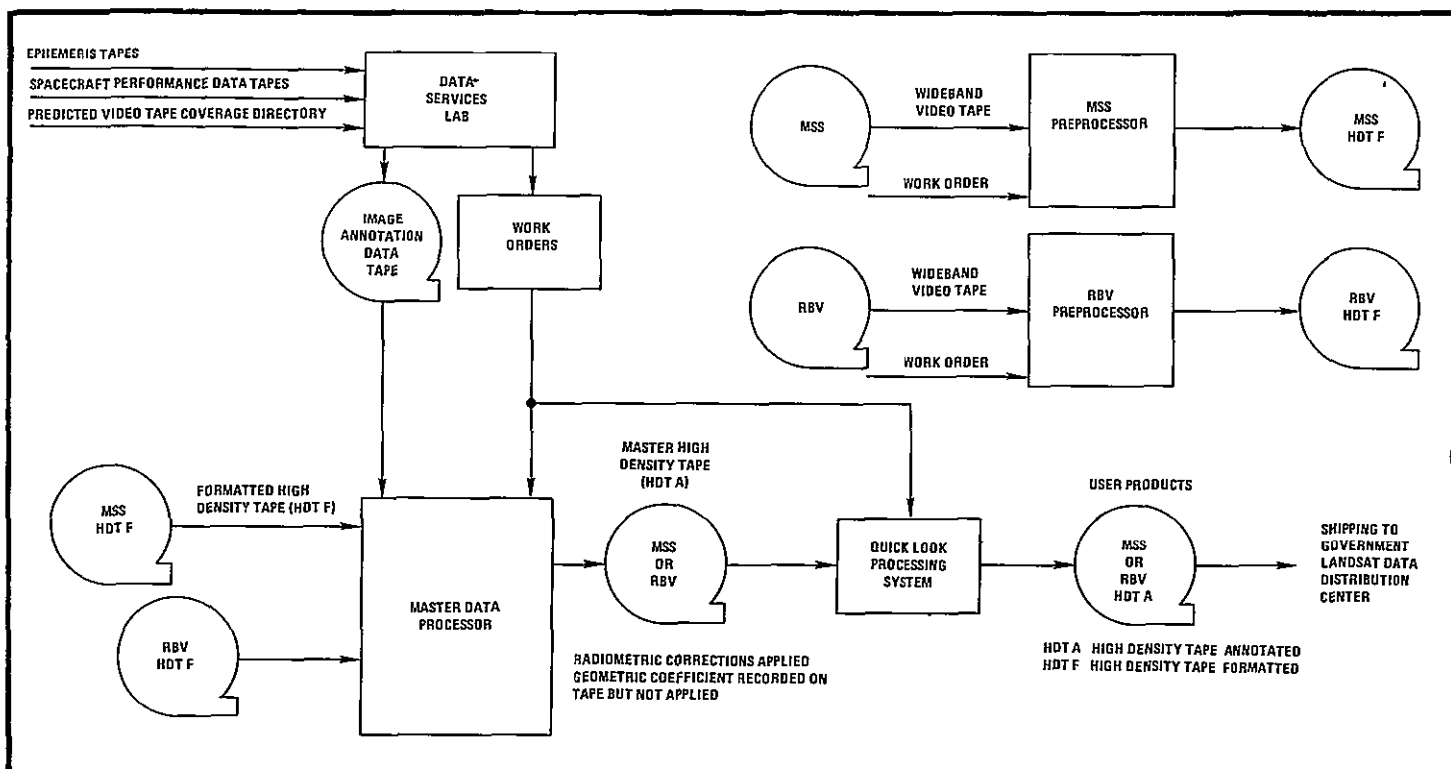 EPHEMERIS TAPES
SPACECRAFT PERFORMANCE DATA TAPES
PREDICTED VIDEO TAPE COVERAGE DIRECTORY
DATA-
SERVICES
LAB
IMAGE
ANNOTATION
DATA
TAPE
WORK
ORDERS
MSS
WIDEBAND
VIDEO TAPE
WORK ORDER
MSS
PREPROCESSOR
MSS
HDT F
RBV
WIDEBAND
VIDEO TAPE
WORK ORDER
RBV
PREPROCESSOR
RBV
HDT F
MSS
HDT F
FORMATTED HIGH
DENSITY TAPE (HDT F)
RBV
HDT F
MASTER DATA
PROCESSOR
MASTER HIGH
DENSITY TAPE
(HDT A)
MSS
OR
RBV
RADIOMETRIC CORRECTIONS APPLIED
GEOMETRIC COEFFICIENT RECORDED ON
TAPE BUT NOT APPLIED
QUICK LOOK
PROCESSING
SYSTEM
USER PRODUCTS
MSS
OR
RBV
HDT A
SHIPPING TO
GOVERNMENT
LANDSAT DATA
DISTRIBUTION
CENTER
HDT A HIGH DENSITY TAPE ANNOTATED
HDT F HIGH DENSITY TAPE FORMATTED